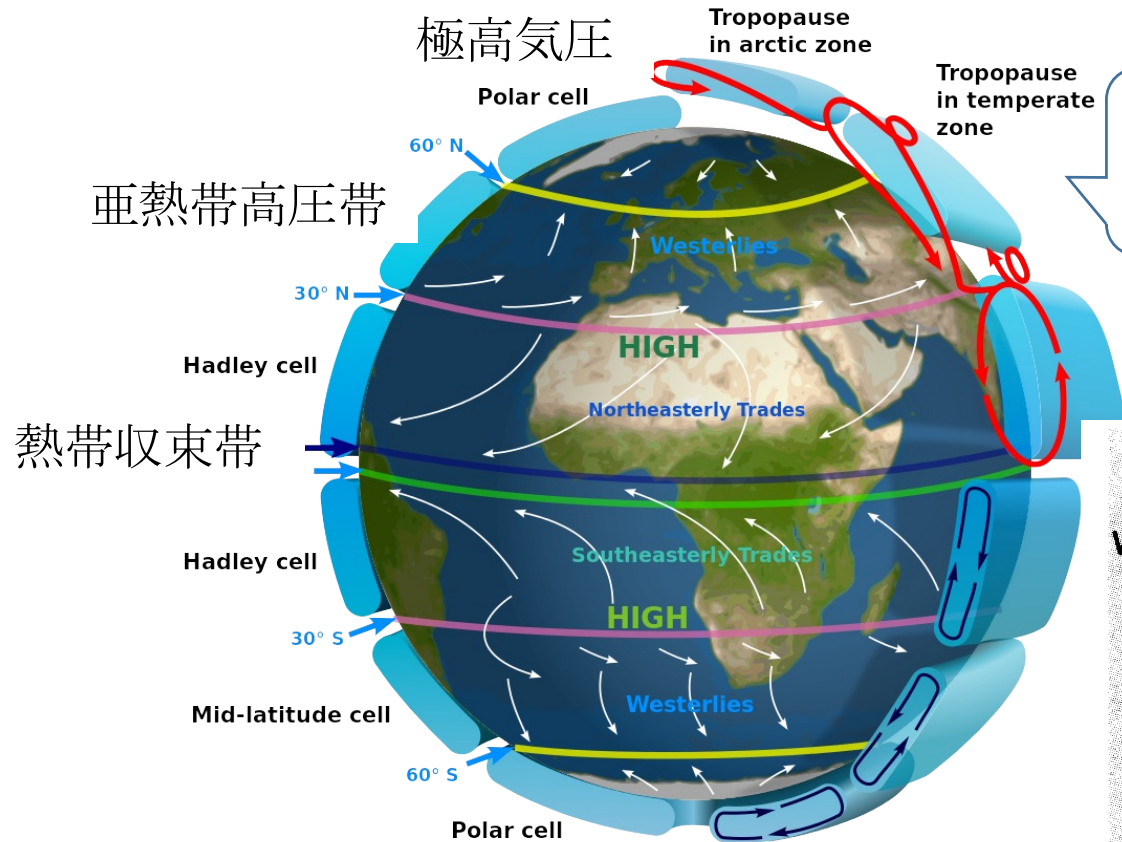 極高気圧
Tropopause
in arctic zone
Tropopause
in temperate
zone
Polar cell
60° N
亜熱帯高圧帯
Westerlies
30° N
HIGH
Hadley cell
Northeasterly Trades
熱帯収束帯
Southeasterly Trades
Hadley cell
HIGH
30° S
Westerlies
Mid-latitude cell
60° S
Polar cell